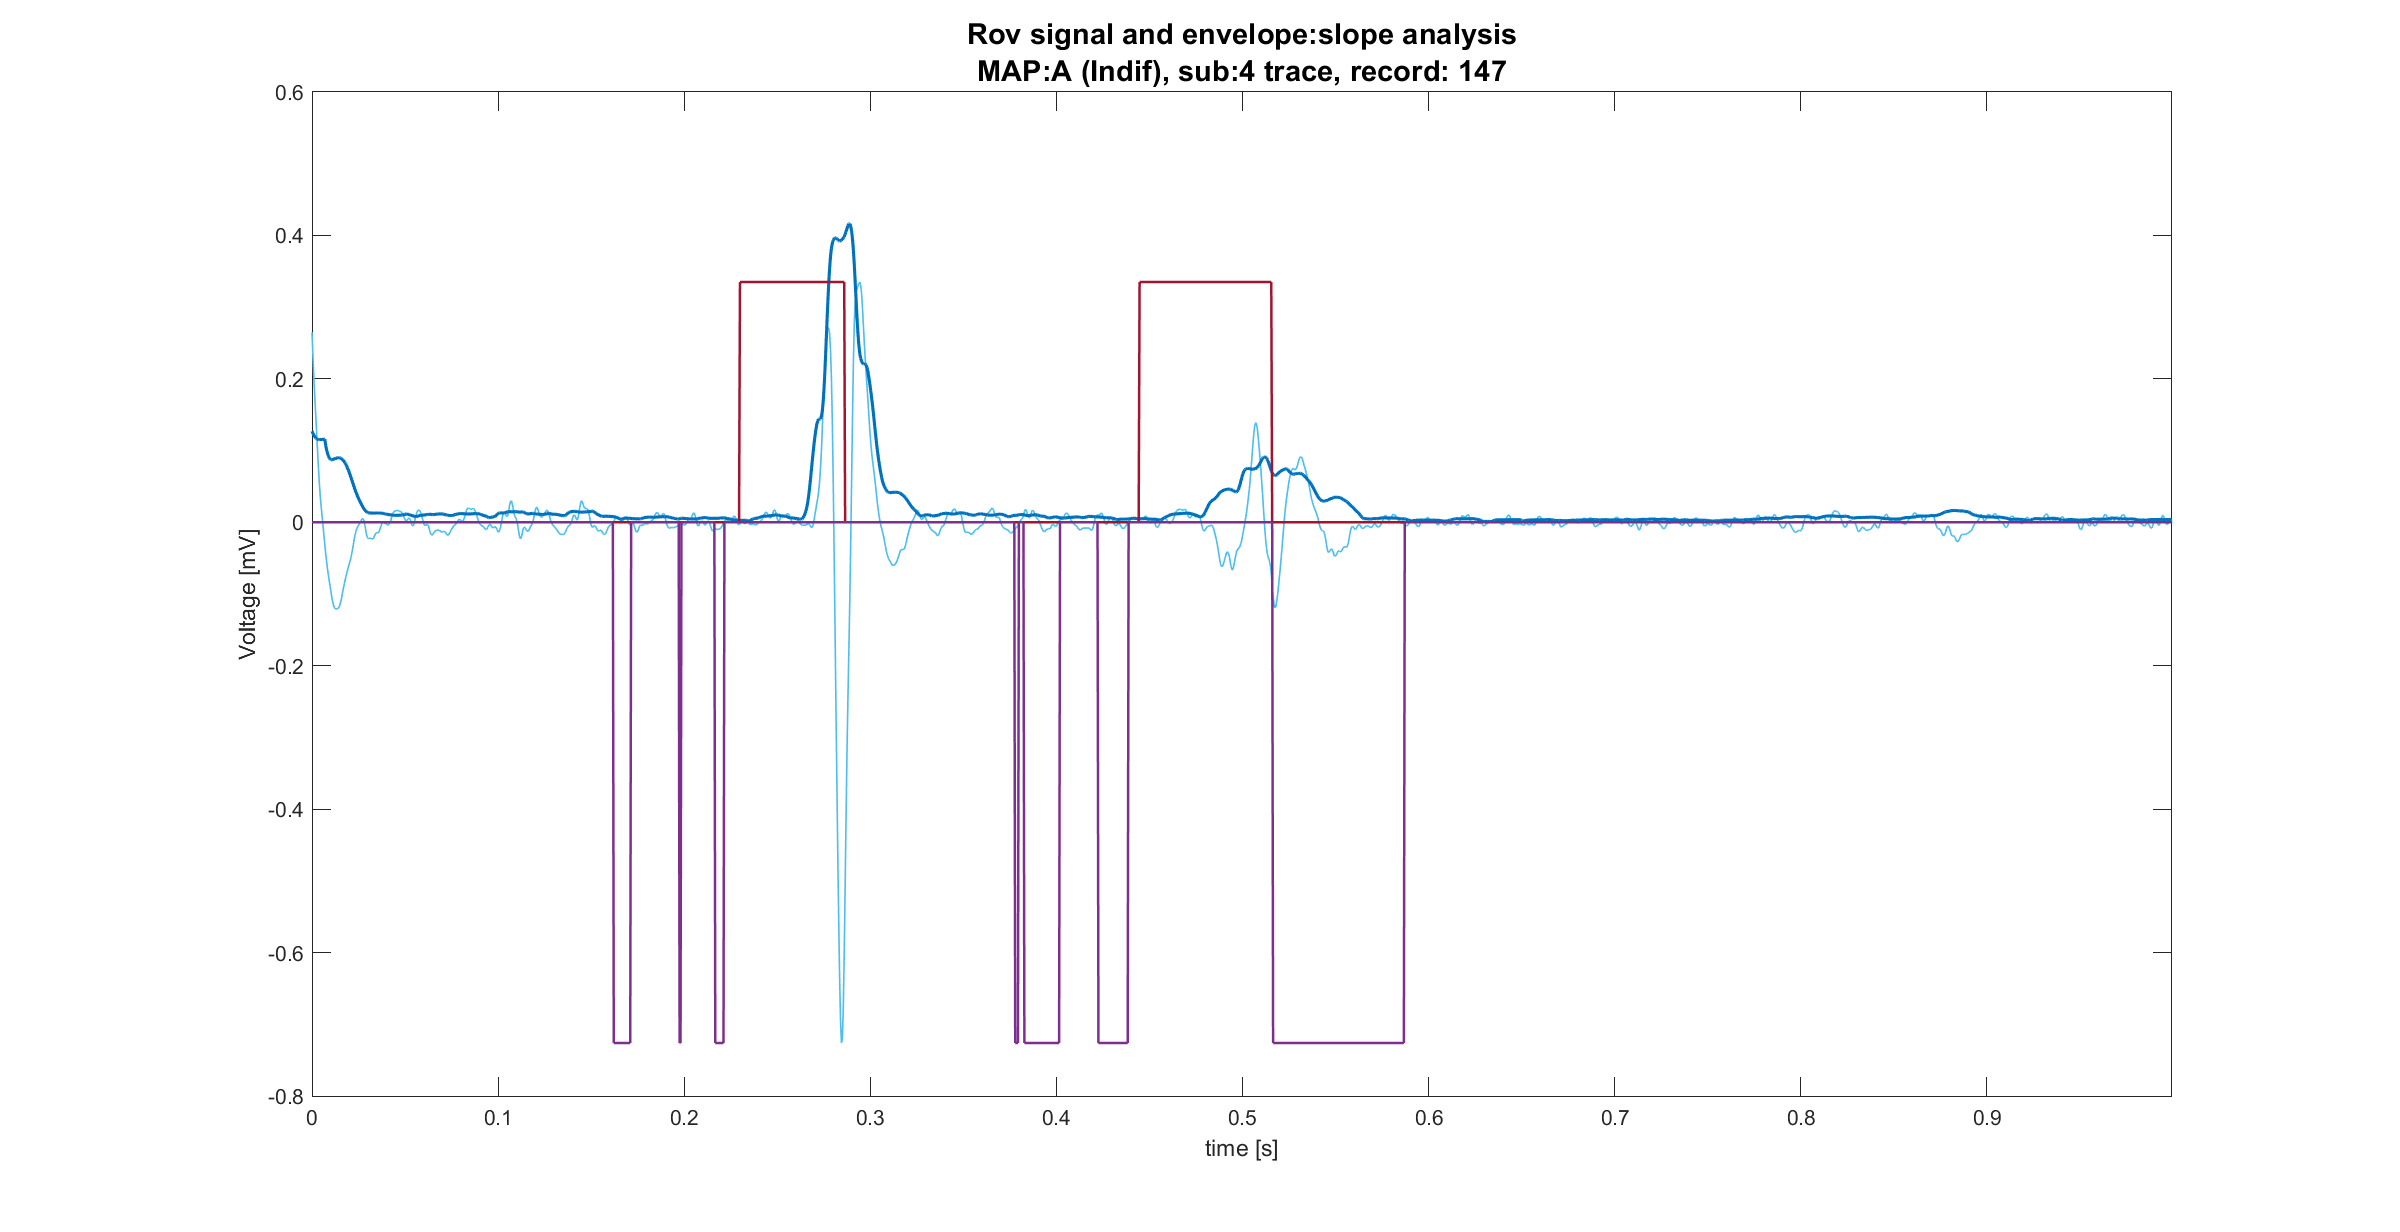 Rov signal and envelope:slope analysis
MAP:A (Indif), sub:4 trace, record: 147
0.6
0.4
0.2
0
-0.2
-0.4
-0.6
-0.8
Voltage [mV]
0 0.1 0.2 0.3 0.4 0.5 0.6 0.7 0.8 0.9
time [s]